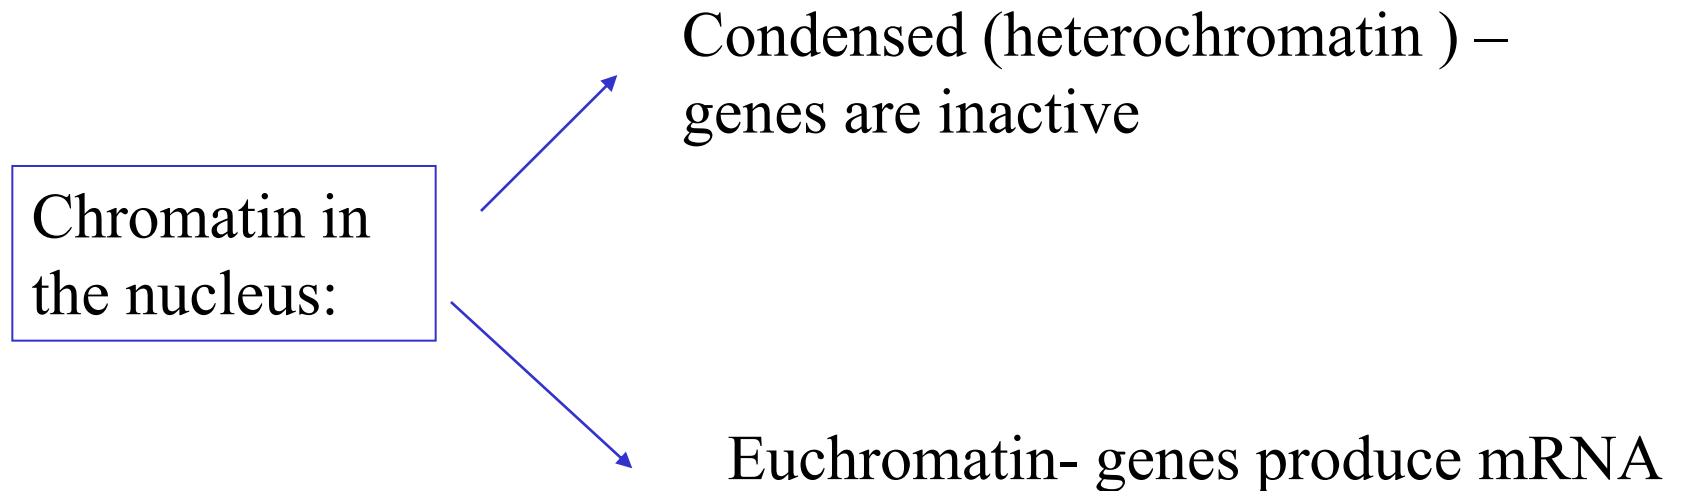 Condensed (heterochromatin ) –
genes are inactive
Chromatin in
the nucleus:
Euchromatin- genes produce mRNA